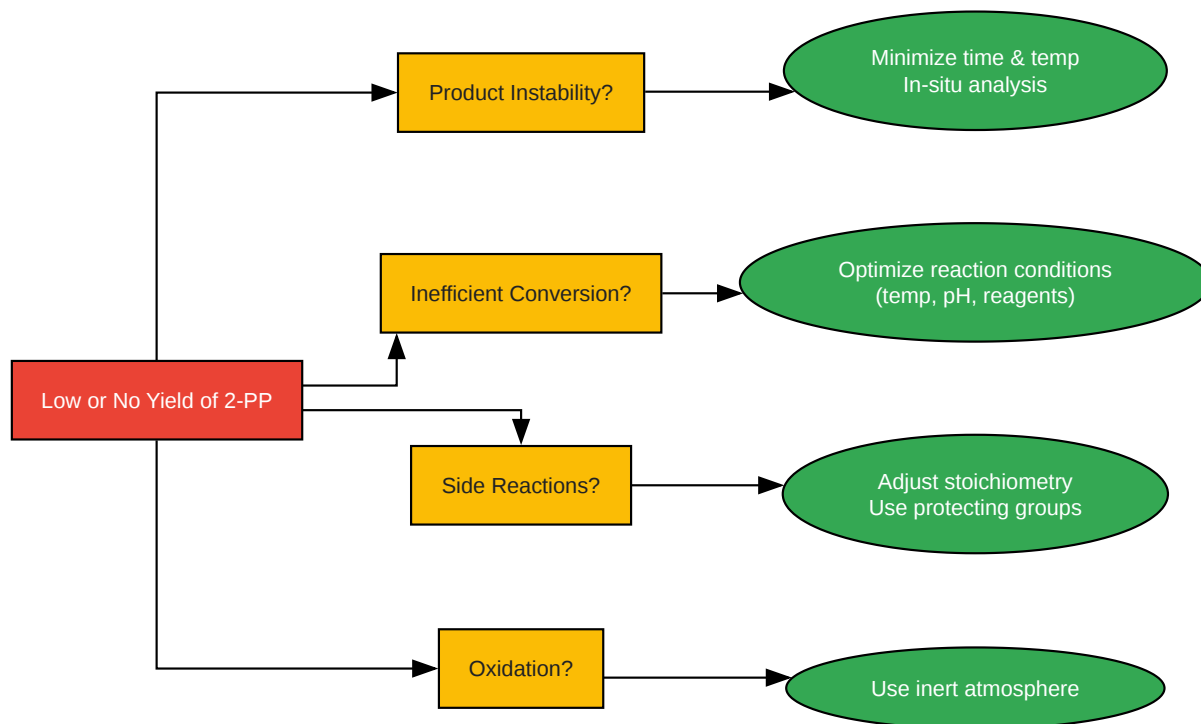 Product Instability?
Minimize time & temp
In-situ analysis
Inefficient Conversion?
Optimize reaction conditions
(temp, pH, reagents)
Low or No Yield of 2-PP
Side Reactions?
Adjust stoichiometry
Use protecting groups
Oxidation?
Use inert atmosphere